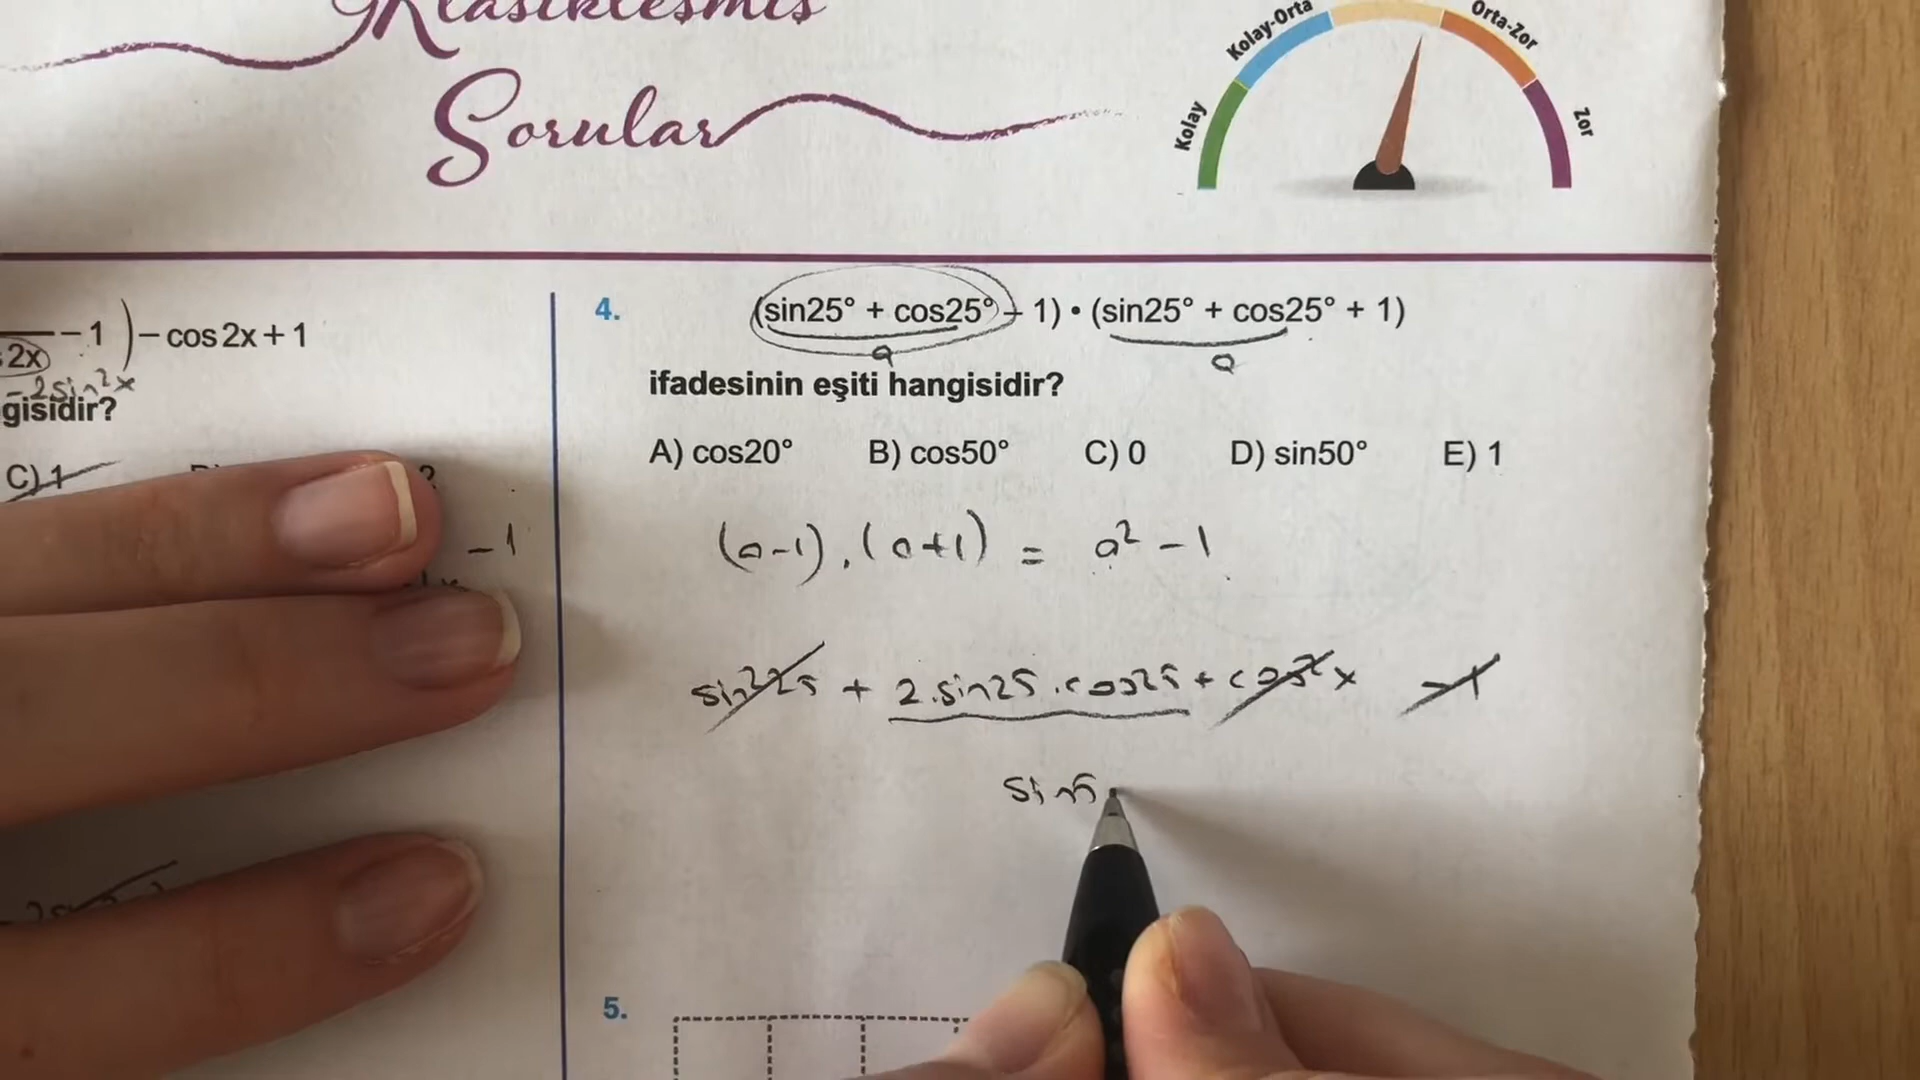 Klasikleşmiş
Sorular
Kolay
Kolay-Orta
Orta-Zor
Zor
- 1 ) - cos 2x + 1
2x
- 2sin²x
gisidir?
C) 1
?
- 1
4. (sin25° + cos25° - 1) • (sin25° + cos25° + 1)
a a
ifadesinin eşiti hangisidir?
A) cos20° B) cos50° C) 0 D) sin50° E) 1
(a-1).(a+1) = a² - 1
sin²25 + 2.sin25.cos25 + cos²x -1
sin5
5.